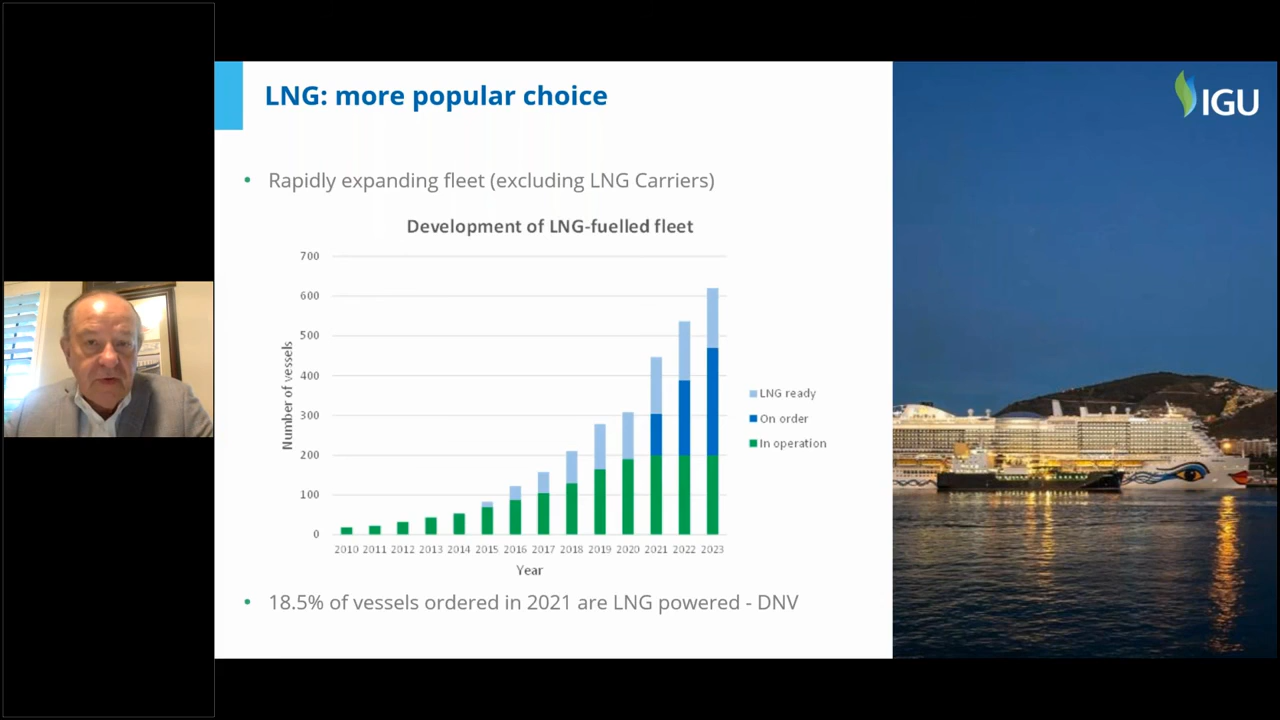 LNG: more popular choice
IGU
• Rapidly expanding fleet (excluding LNG Carriers)
Development of LNG-fuelled fleet
700
600
500
400
300
200
100
0
Number of vessels
2010 2011 2012 2013 2014 2015 2016 2017 2018 2019 2020 2021 2022 2023
Year
LNG ready
On order
In operation
• 18.5% of vessels ordered in 2021 are LNG powered - DNV